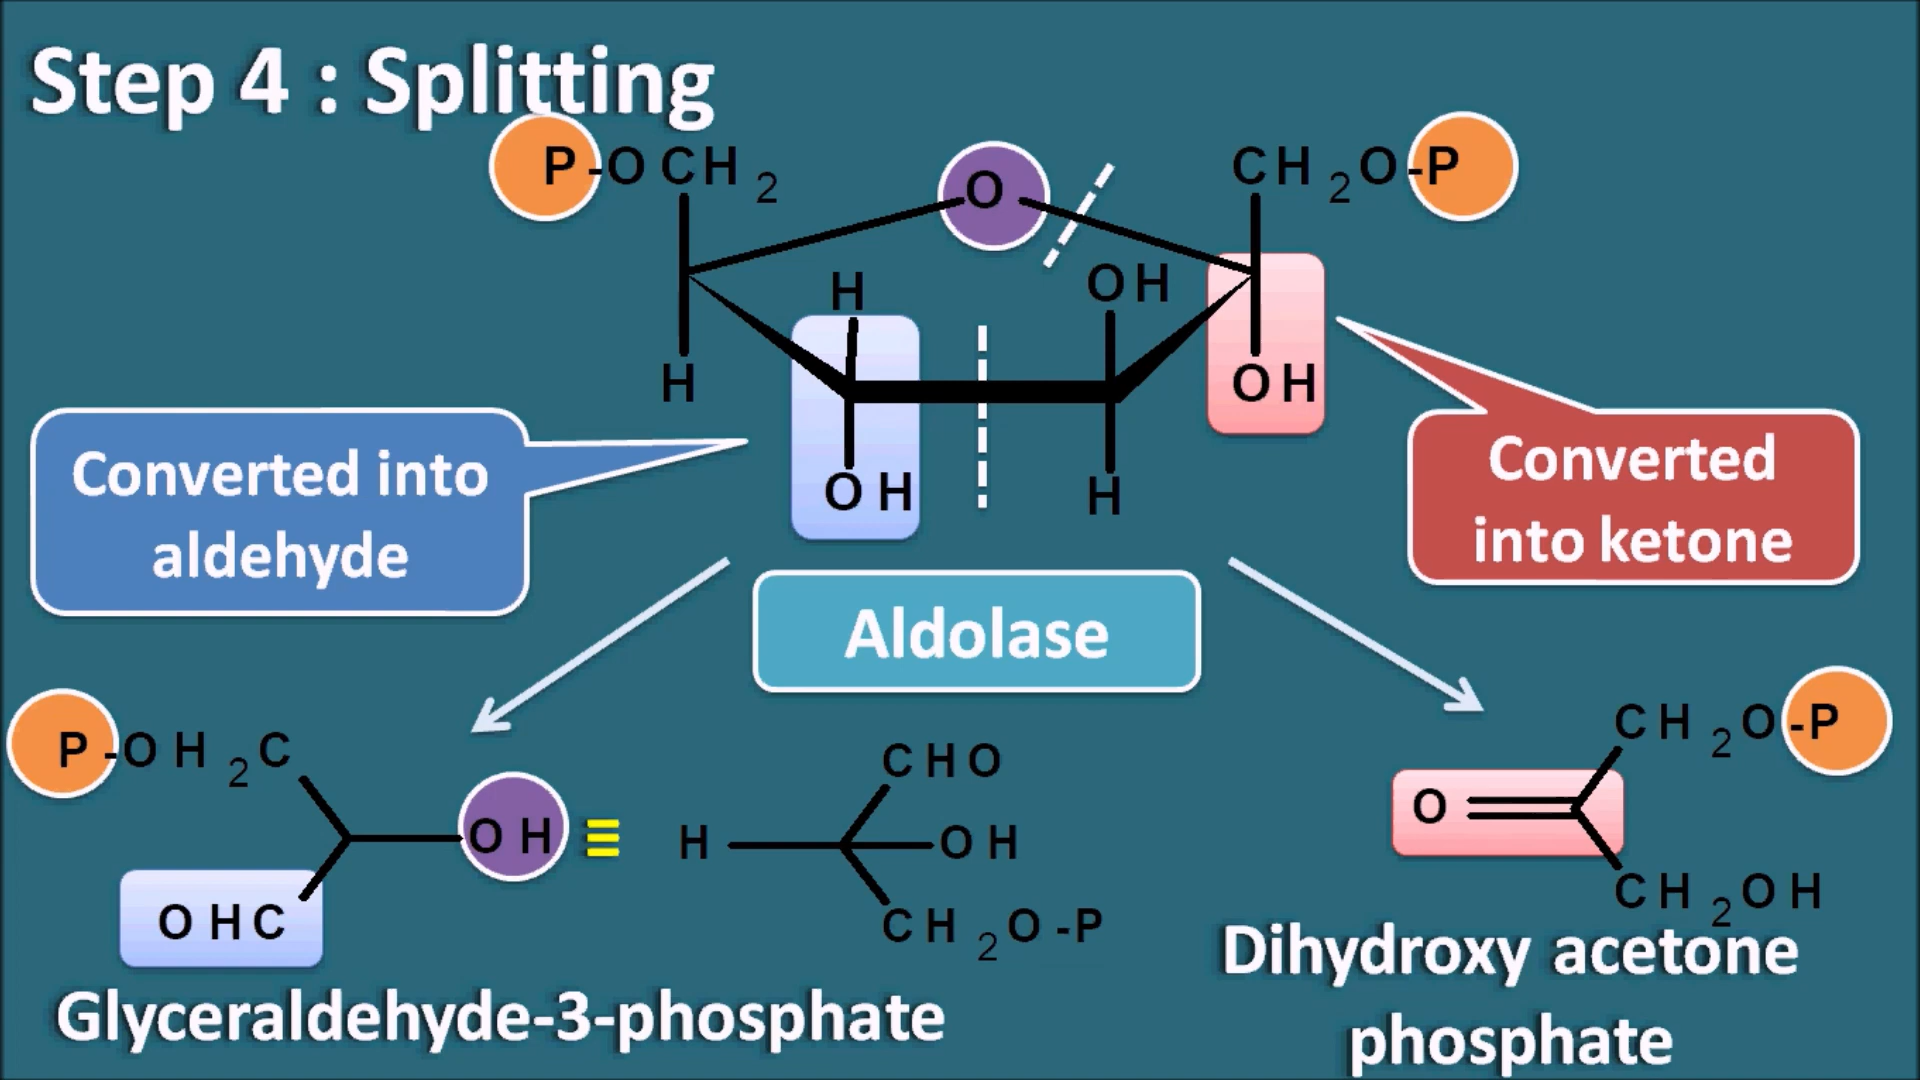 Step 4 : Splitting
P-OCH2
O
CH2O-P
H
OH
H
OH
OH
H
Converted into
aldehyde
Converted
into ketone
Aldolase
P-OH2C
OH
OHC
CHO
H
OH
CH2O-P
CH2O-P
O
CH2OH
Glyceraldehyde-3-phosphate
Dihydroxy acetone
phosphate